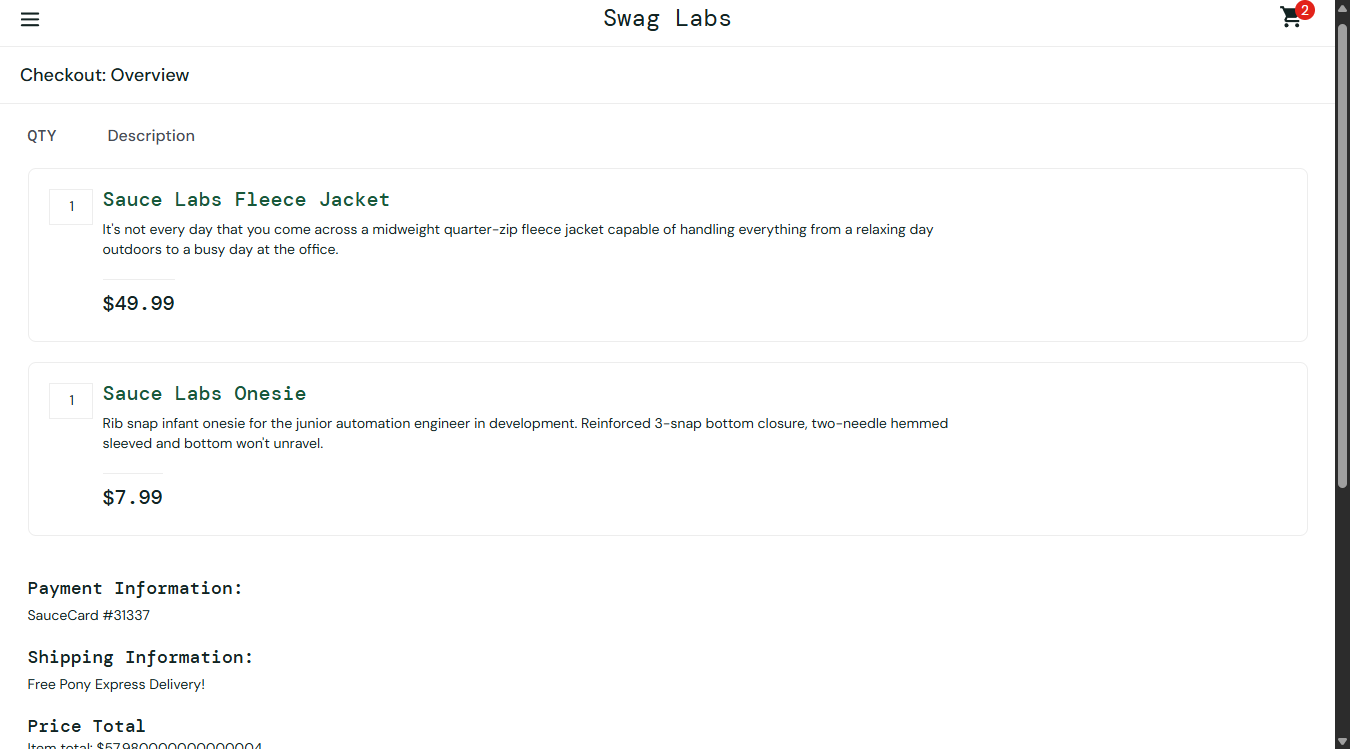 Swag Labs
2
Checkout: Overview
QTY Description
1
Sauce Labs Fleece Jacket
It's not every day that you come across a midweight quarter-zip fleece jacket capable of handling everything from a relaxing day
outdoors to a busy day at the office.
$49.99
1
Sauce Labs Onesie
Rib snap infant onesie for the junior automation engineer in development. Reinforced 3-snap bottom closure, two-needle hemmed
sleeved and bottom won't unravel.
$7.99
Payment Information:
SauceCard #31337
Shipping Information:
Free Pony Express Delivery!
Price Total
Item total: $57.980000000000004